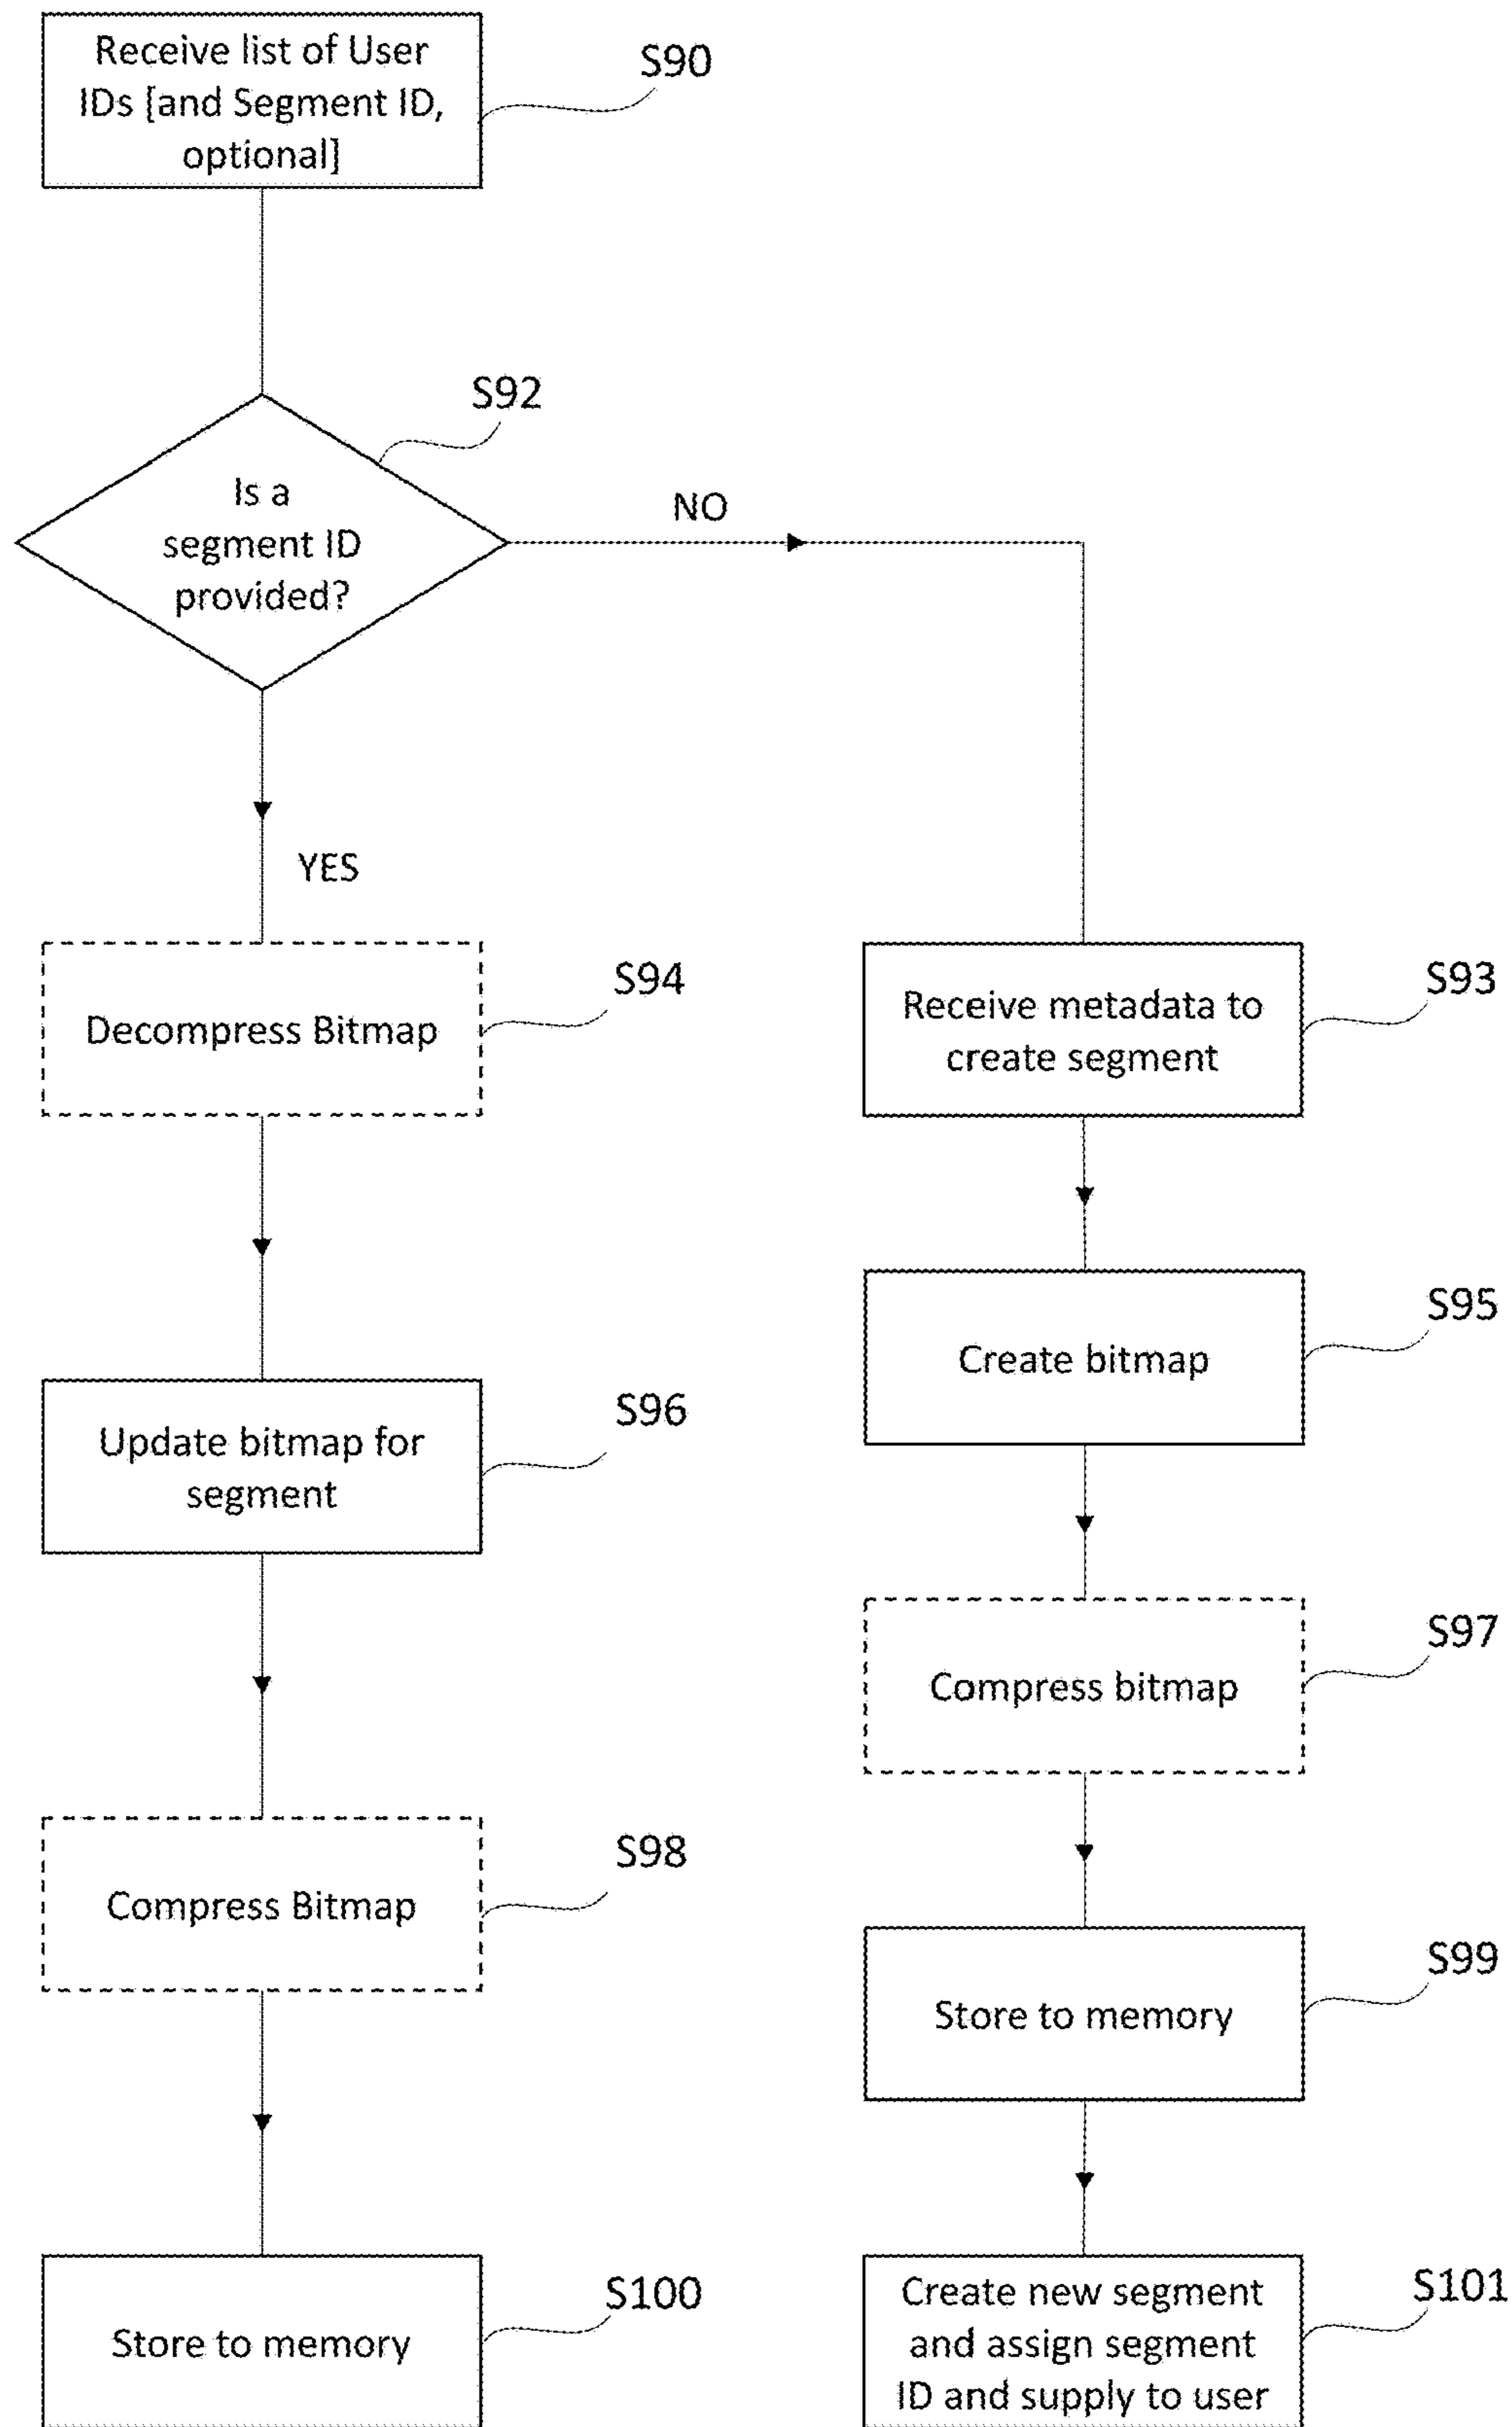 Receive list of User
IDs [and Segment ID,
optional]
S90
S92
Is a
segment ID
provided?
NO
YES
Decompress Bitmap
S94
Receive metadata to
create segment
S93
Create bitmap
S95
Update bitmap for
segment
S96
Compress bitmap
S97
Compress Bitmap
S98
Store to memory
S99
Store to memory
S100
Create new segment
and assign segment
ID and supply to user
S101